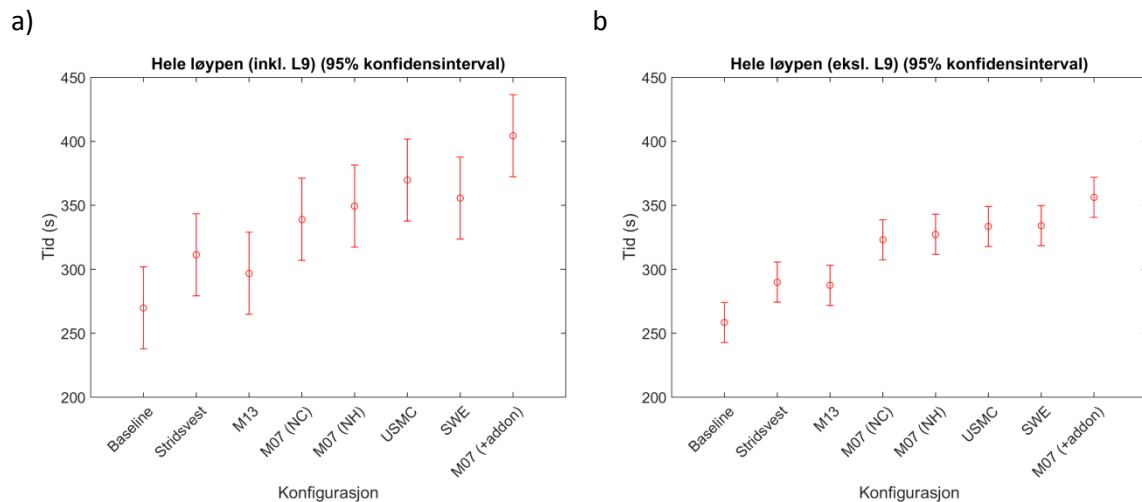 a)
Hele løypen (inkl. L9) (95% konfidensinterval)
450
400
350
300
250
200
Tid (s)
Baseline
Stridsvest
M13
M07 (NC)
M07 (NH)
USMC
SWE
M07 (+addon)
Konfigurasjon
b
Hele løypen (eksl. L9) (95% konfidensinterval)
450
400
350
300
250
200
Tid (s)
Baseline
Stridsvest
M13
M07 (NC)
M07 (NH)
USMC
SWE
M07 (+addon)
Konfigurasjon